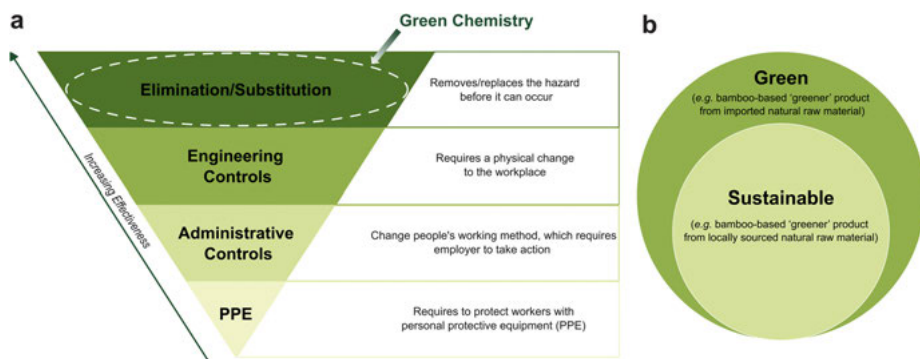 a
Green Chemistry
Elimination/Substitution
Removes/replaces the hazard
before it can occur
Engineering
Controls
Requires a physical change
to the workplace
Administrative
Controls
Change people's working method, which requires
employer to take action
PPE
Requires to protect workers with
personal protective equipment (PPE)
Increasing Effectiveness
b
Green
(e.g. bamboo-based 'greener' product
from imported natural raw material)
Sustainable
(e.g. bamboo-based 'greener' product
from locally sourced natural raw material)